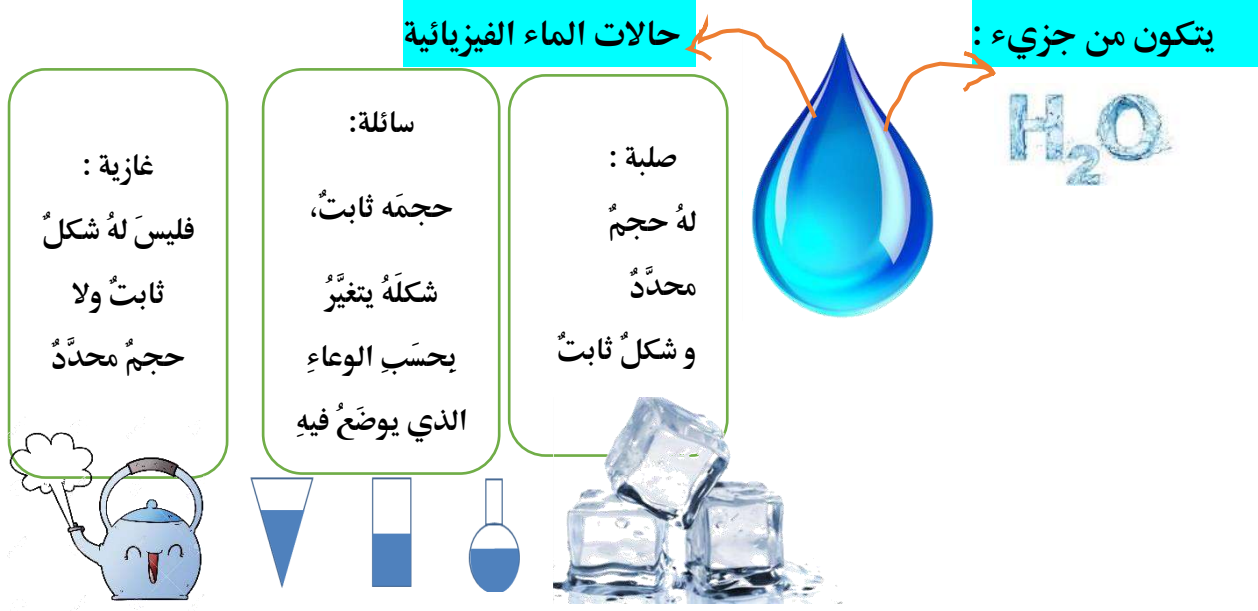 يتكون من جزيء :
H2O
حالات الماء الفيزيائية
صلبة :
لهُ حجمٌ
محدَّدٌ
و شكلٌ ثابتٌ
سائلة:
حجمَه ثابتٌ،
شكلَهُ يتغيَّرُ
بِحسَبِ الوعاءِ
الذي يوضَعُ فيهِ
غازية :
فليسَ لهُ شكلٌ
ثابتٌ ولا
حجمٌ محدَّدٌ